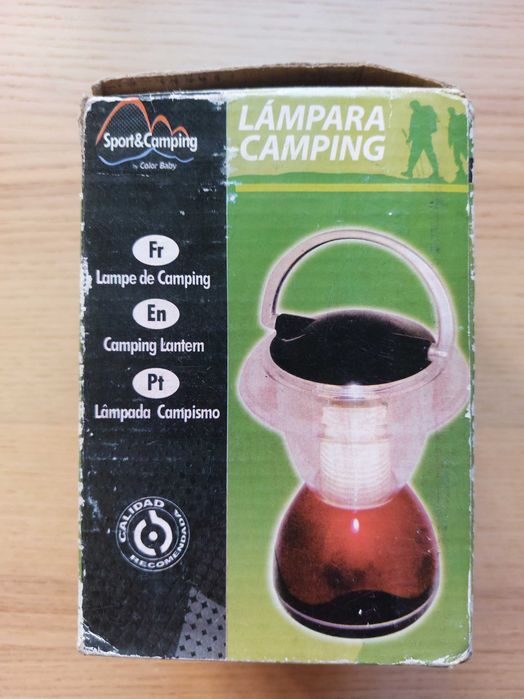 Sport&Camping
by Color Baby
LÁMPARA
CAMPING
Fr
Lampe de Camping
En
Camping Lantern
Pt
Lâmpada Campismo
CALIDAD
RECOMENDADA